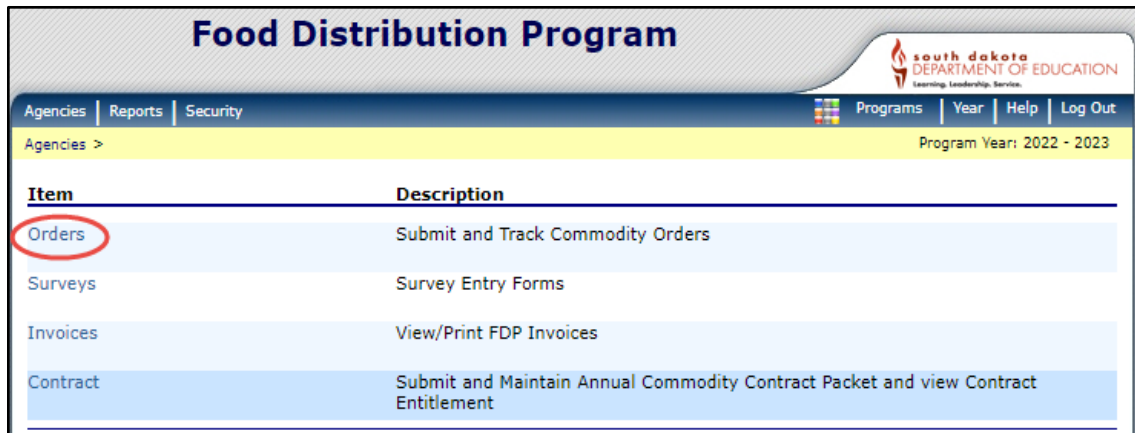 Food Distribution Program
south dakota
DEPARTMENT OF EDUCATION
Learning. Leadership. Service.
Agencies | Reports | Security
Programs | Year | Help | Log Out
Agencies >
Program Year: 2022 - 2023
Item Description
Orders Submit and Track Commodity Orders
Surveys Survey Entry Forms
Invoices View/Print FDP Invoices
Contract Submit and Maintain Annual Commodity Contract Packet and view Contract
Entitlement